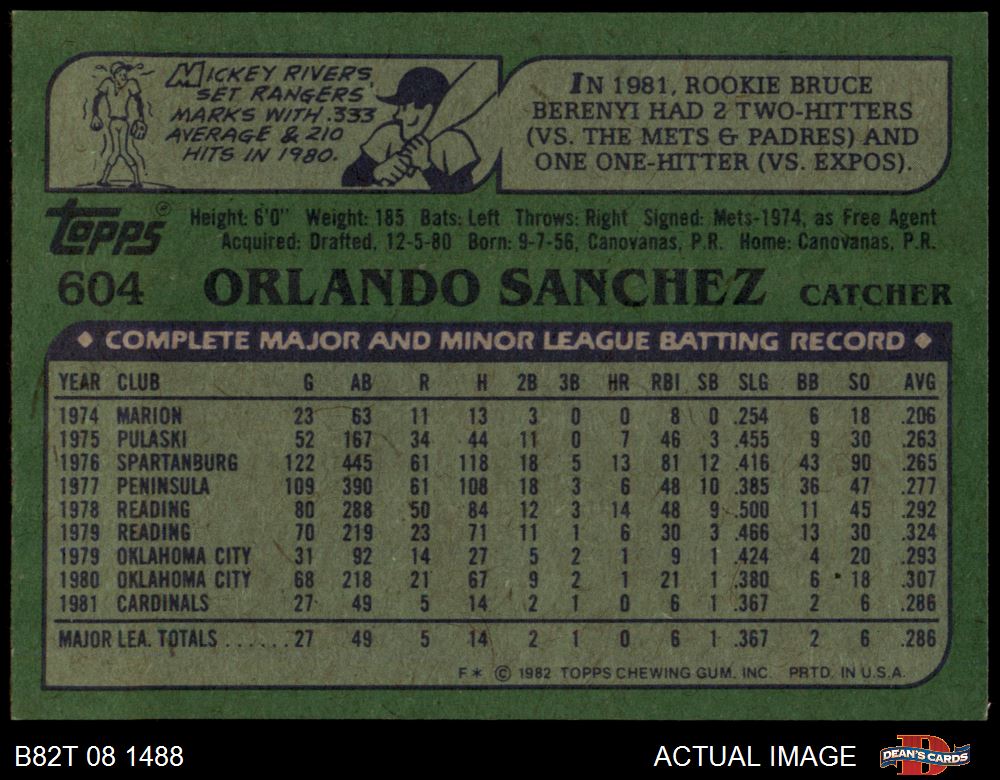 MICKEY RIVERS
SET RANGERS'
MARKS WITH .333
AVERAGE & 210
HITS IN 1980.
IN 1981, ROOKIE BRUCE
BERENYI HAD 2 TWO-HITTERS
(VS. THE METS & PADRES) AND
ONE ONE-HITTER (VS. EXPOS).
TOPPS®
Height: 6'0" Weight: 185 Bats: Left Throws: Right Signed: Mets-1974, as Free Agent
Acquired: Drafted, 12-5-80 Born: 9-7-56, Canovanas, P.R. Home: Canovanas, P.R.
604 ORLANDO SANCHEZ CATCHER
◆ COMPLETE MAJOR AND MINOR LEAGUE BATTING RECORD ◆
YEAR CLUB G AB R H 2B 3B HR RBI SB SLG BB SO AVG
1974 MARION 23 63 11 13 3 0 0 8 0 .254 6 18 .206
1975 PULASKI 52 167 34 44 11 0 7 46 3 .455 9 30 .263
1976 SPARTANBURG 122 445 61 118 18 5 13 81 12 .416 43 90 .265
1977 PENINSULA 109 390 61 108 18 3 6 48 10 .385 36 47 .277
1978 READING 80 288 50 84 12 3 14 48 9 .500 11 45 .292
1979 READING 70 219 23 71 11 1 6 30 3 .466 13 30 .324
1979 OKLAHOMA CITY 31 92 14 27 5 2 1 9 1 .424 4 20 .293
1980 OKLAHOMA CITY 68 218 21 67 9 2 1 21 1 .380 6 18 .307
1981 CARDINALS 27 49 5 14 2 1 0 6 1 .367 2 6 .286
MAJOR LEA. TOTALS ...... 27 49 5 14 2 1 0 6 1 .367 2 6 .286
F* © 1982 TOPPS CHEWING GUM, INC. PRTD. IN U.S.A.
B82T 08 1488 ACTUAL IMAGE DEAN'S CARDS